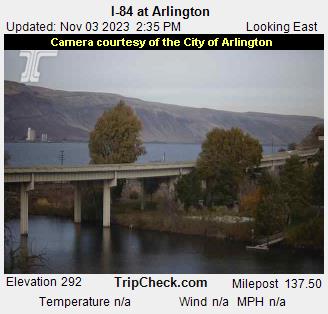 I-84 at Arlington
Updated: Nov 03 2023 2:35 PM Looking East
Camera courtesy of the City of Arlington
Elevation 292 TripCheck.com Milepost 137.50
Temperature n/a Wind n/a MPH n/a